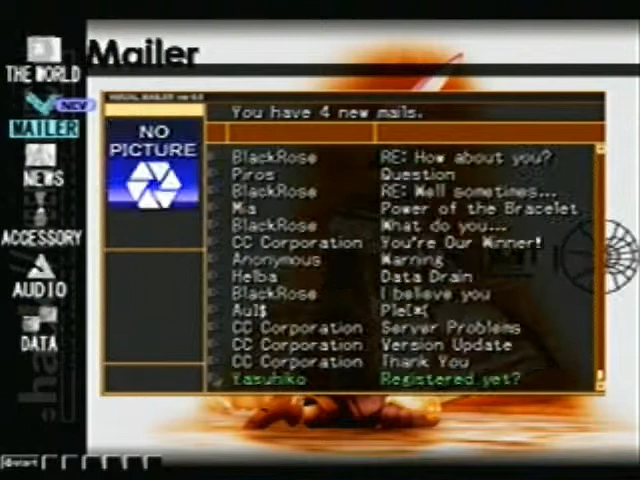 Mailer
THE WORLD
NEW
MAILER
NEWS
ACCESSORY
AUDIO
DATA
You have 4 new mails.
NO PICTURE
BlackRose RE: How about you?
Piros Question
BlackRose RE: Well sometimes...
Mia Power of the Bracelet
BlackRose What do you...
CC Corporation You're Our Winner!
Anonymous Warning
Helba Data Drain
BlackRose I believe you
Aul$ Ple[*{
CC Corporation Server Problems
CC Corporation Version Update
CC Corporation Thank You
Yasuhiko Registered yet?
start